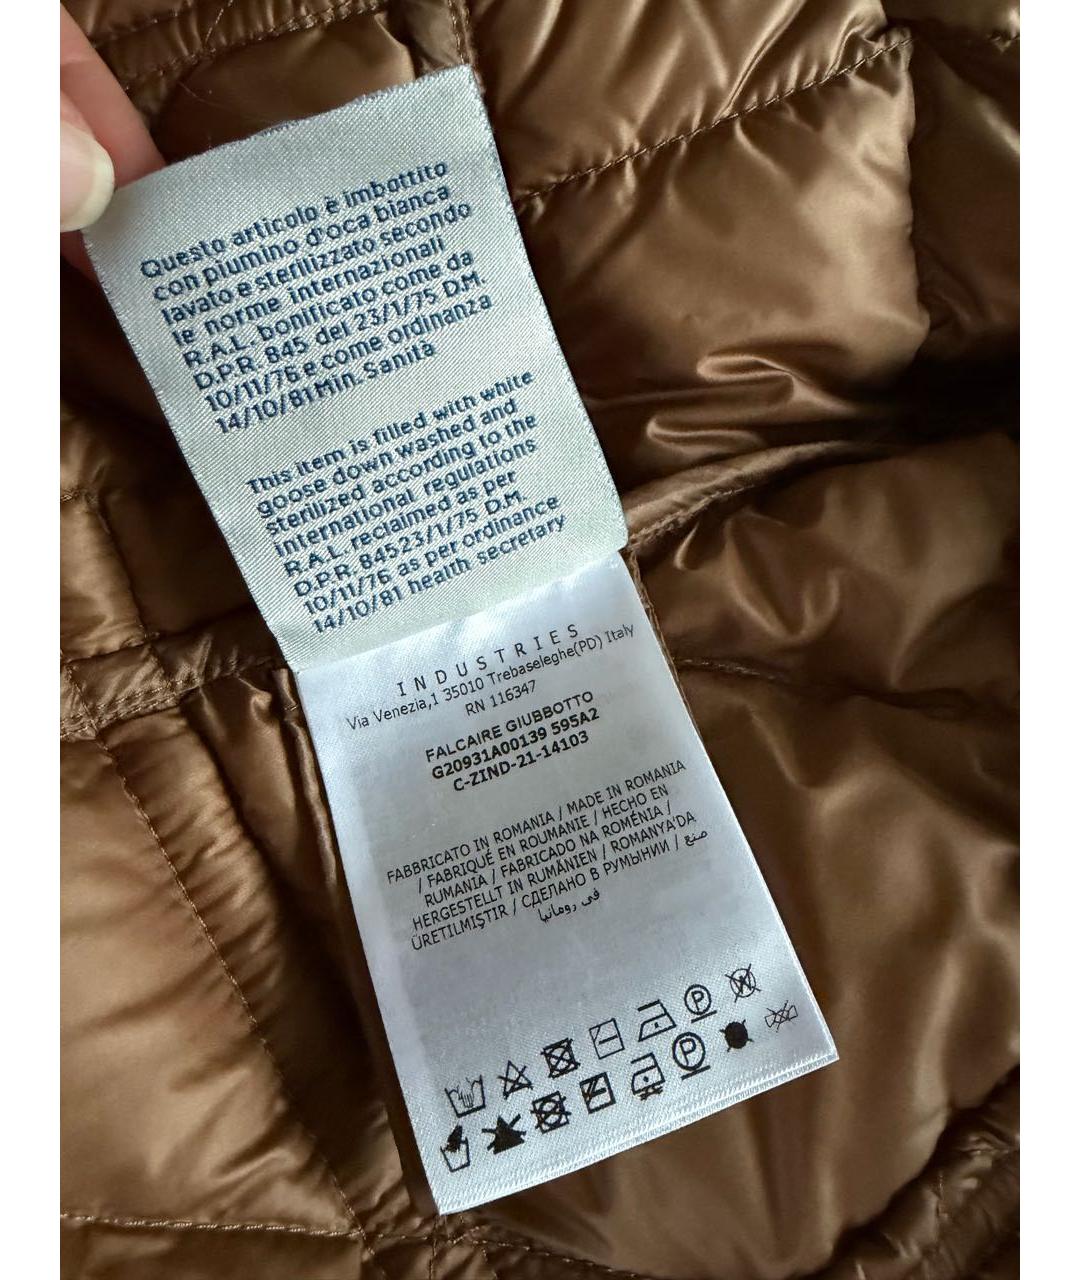 Questo articolo è imbottito
con piumino d'oca bianca
lavato e sterilizzato secondo
le norme internazionali
R.A.L. bonificato come da
D.P.R. 845 del 23/1/75 D.M.
10/11/76 e come ordinanza
14/10/81 Min. Sanità
This item is filled with white
goose down washed and
sterilized according to the
international regulations
R.A.L. reclaimed as per
D.P.R. 84523/1/75 D.M.
10/11/76 as per ordinance
14/10/81 health secretary
INDUSTRIES
Via Venezia,1 35010 Trebaseleghe(PD) Italy
RN 116347
FALCAIRE GIUBBOTTO
G20931A00139 595A2
C-ZIND-21-14103
FABBRICATO IN ROMANIA / MADE IN ROMANIA
/ FABRIQUÉ EN ROUMANIE / HECHO EN
RUMANIA / FABRICADO NA ROMÉNIA /
HERGESTELLT IN RUMÄNIEN / ROMANYA'DA
ÜRETILMIŞTIR / СДЕЛАНО В РУМЫНИИ / صنع
في رومانيا
P W
P